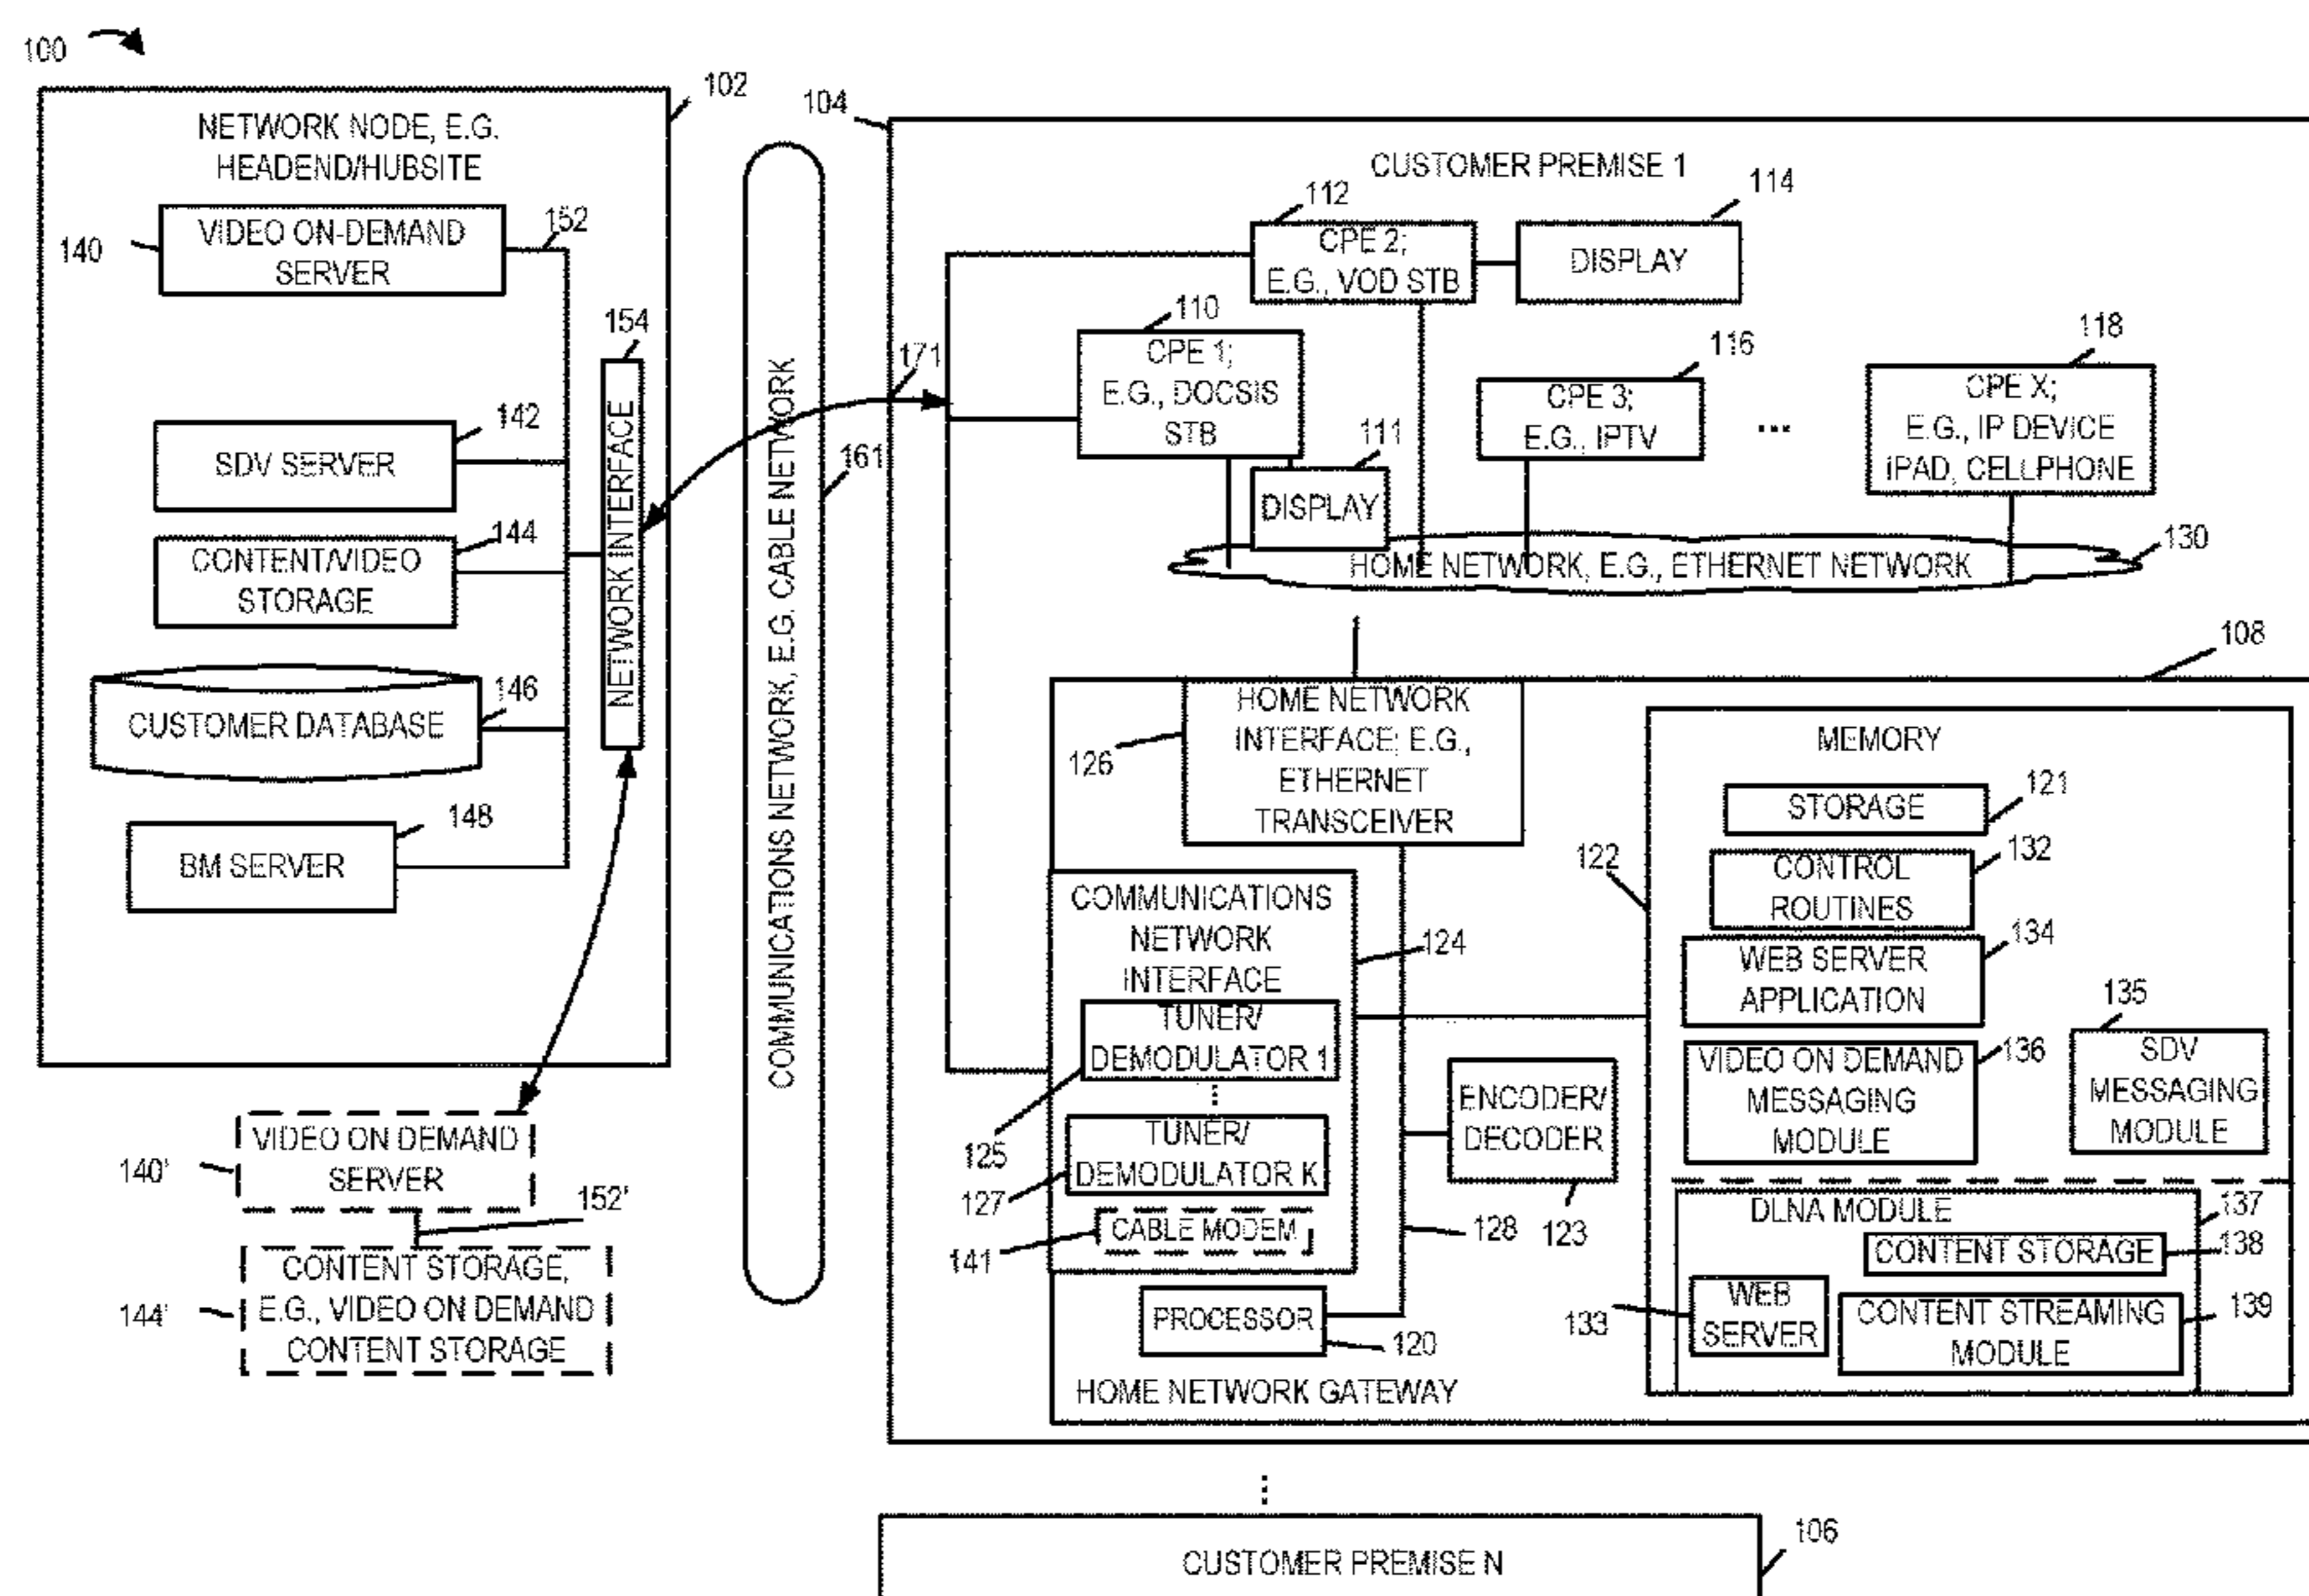 100
102
NETWORK NODE, E.G.
HEADEND/HUBSITE
VIDEO ON-DEMAND
SERVER
140
152
154
NETWORK INTERFACE
142
SDV SERVER
144
CONTENT/VIDEO
STORAGE
146
CUSTOMER DATABASE
148
BM SERVER
VIDEO ON DEMAND
SERVER
140'
152'
CONTENT STORAGE,
E.G., VIDEO ON DEMAND
CONTENT STORAGE
144'
COMMUNICATIONS NETWORK, E.G. CABLE NETWORK
161
171
104
CUSTOMER PREMISE 1
112
CPE 2;
E.G., VOD STB
114
DISPLAY
110
CPE 1;
E.G., DOCSIS
STB
111
DISPLAY
116
CPE 3;
E.G., IPTV
...
118
CPE X;
E.G., IP DEVICE
IPAD, CELLPHONE
130
HOME NETWORK, E.G., ETHERNET NETWORK
108
HOME NETWORK
INTERFACE; E.G.,
ETHERNET
TRANSCEIVER
126
COMMUNICATIONS
NETWORK
INTERFACE
124
TUNER/
DEMODULATOR 1
125
...
TUNER/
DEMODULATOR K
127
CABLE MODEM
141
ENCODER/
DECODER
123
128
PROCESSOR
120
HOME NETWORK GATEWAY
122
MEMORY
STORAGE
121
CONTROL
ROUTINES
132
WEB SERVER
APPLICATION
134
VIDEO ON DEMAND
MESSAGING
MODULE
136
135
SDV
MESSAGING
MODULE
DLNA MODULE
137
CONTENT STORAGE
138
WEB
SERVER
133
CONTENT STREAMING
MODULE
139
...
106
CUSTOMER PREMISE N